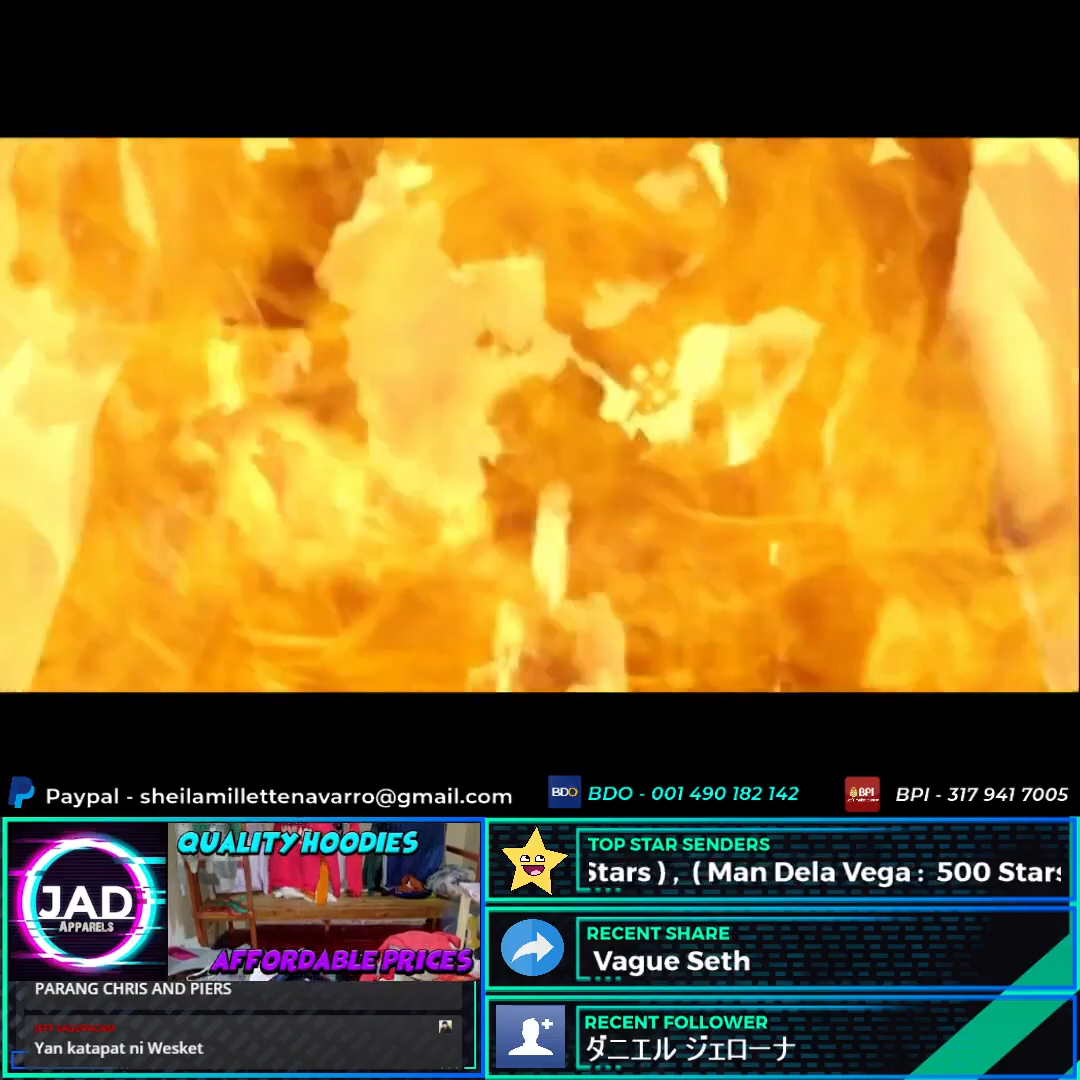 Paypal - sheilamillettenavarro@gmail.com
BDO
BDO - 001 490 182 142
BPI
BPI - 317 941 7005
QUALITY HOODIES
JAD
APPARELS
AFFORDABLE PRICES
PARANG CHRIS AND PIERS
Yan katapat ni Wesket
TOP STAR SENDERS
Stars ) , ( Man Dela Vega : 500 Stars
RECENT SHARE
Vague Seth
RECENT FOLLOWER
ダニエル ジェローナ